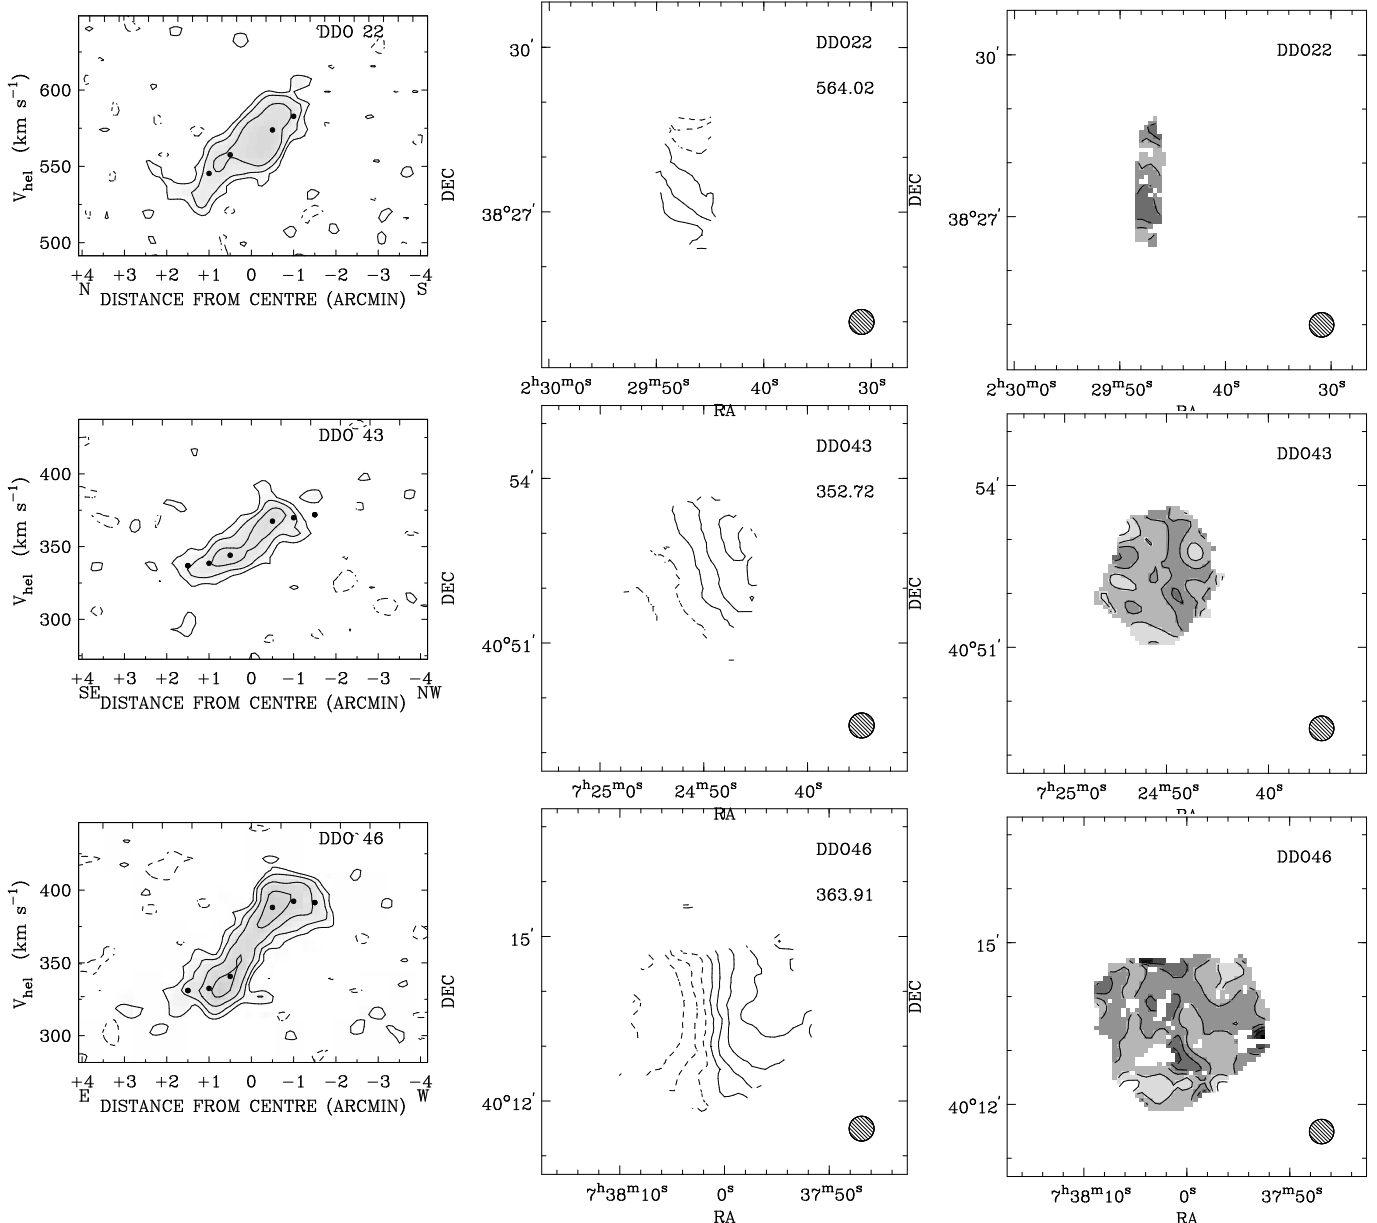 DDO 22
V_hel (km s⁻¹)
600
550
500
+4 +3 +2 +1 0 −1 −2 −3 −4
N DISTANCE FROM CENTRE (ARCMIN) S
DDO22
564.02
DEC
30′
38°27′
2ʰ30ᵐ0ˢ 29ᵐ50ˢ 40ˢ 30ˢ
RA
DDO22
DEC
30′
38°27′
2ʰ30ᵐ0ˢ 29ᵐ50ˢ 40ˢ 30ˢ
RA
DDO 43
V_hel (km s⁻¹)
400
350
300
+4 +3 +2 +1 0 −1 −2 −3 −4
SE DISTANCE FROM CENTRE (ARCMIN) NW
DDO43
352.72
DEC
54′
40°51′
7ʰ25ᵐ0ˢ 24ᵐ50ˢ 40ˢ
RA
DDO43
DEC
54′
40°51′
7ʰ25ᵐ0ˢ 24ᵐ50ˢ 40ˢ
RA
DDO 46
V_hel (km s⁻¹)
400
350
300
+4 +3 +2 +1 0 −1 −2 −3 −4
E DISTANCE FROM CENTRE (ARCMIN) W
DDO46
363.91
DEC
15′
40°12′
7ʰ38ᵐ10ˢ 0ˢ 37ᵐ50ˢ
RA
DDO46
DEC
15′
40°12′
7ʰ38ᵐ10ˢ 0ˢ 37ᵐ50ˢ
RA